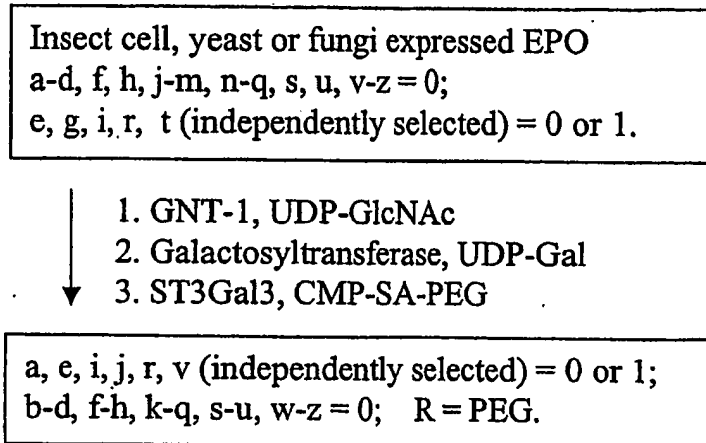 Insect cell, yeast or fungi expressed EPO
a-d, f, h, j-m, n-q, s, u, v-z = 0;
e, g, i, r, t (independently selected) = 0 or 1.
1. GNT-1, UDP-GlcNAc
2. Galactosyltransferase, UDP-Gal
3. ST3Gal3, CMP-SA-PEG
a, e, i, j, r, v (independently selected) = 0 or 1;
b-d, f-h, k-q, s-u, w-z = 0; R = PEG.